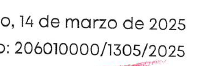 o, 14 de marzo de 2025
o: 206010000/1305/2025